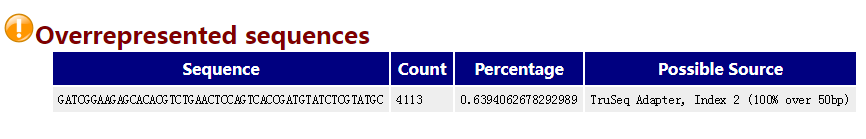 Overrepresented sequences
Sequence Count Percentage Possible Source
GATCGGAAGAGCACACGTCTGAACTCCAGTCACCGATGTATCTCGTATGC 4113 0.6394062678292989 TruSeq Adapter, Index 2 (100% over 50bp)